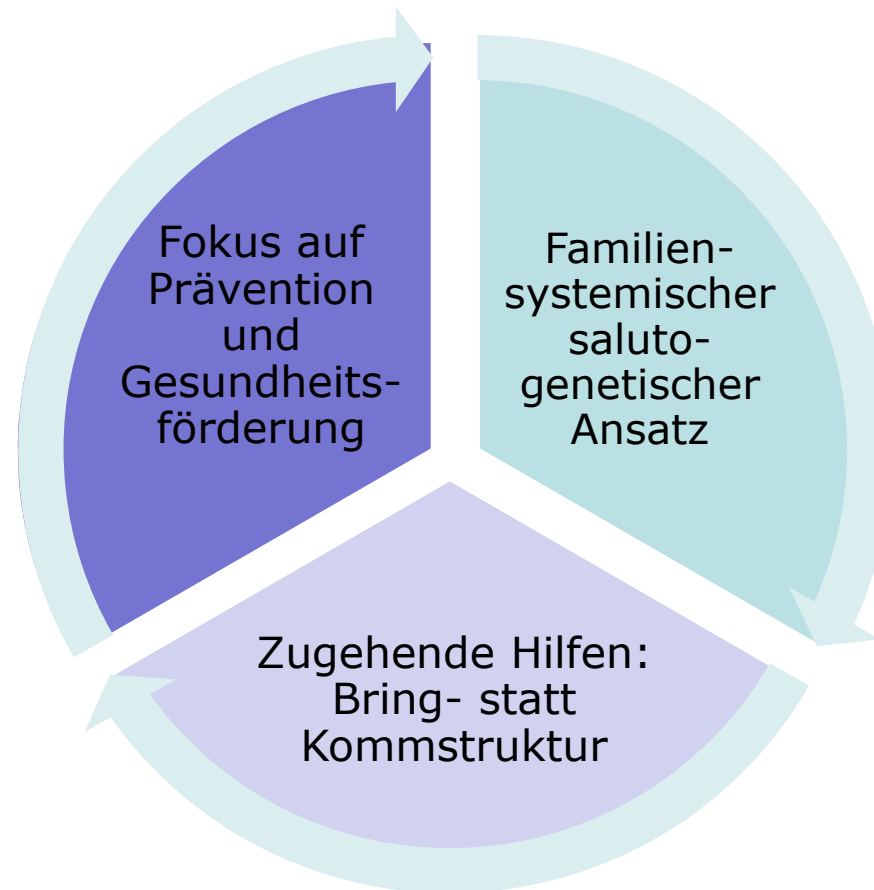 Fokus auf
Prävention
und
Gesundheits-
förderung
Familien-
systemischer
saluto-
genetischer
Ansatz
Zugehende Hilfen:
Bring- statt
Kommstruktur